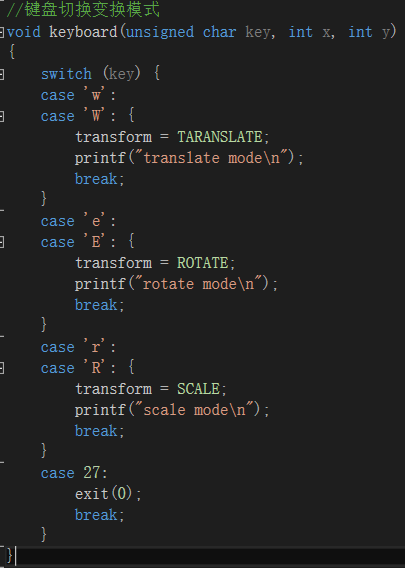 //键盘切换变换模式
void keyboard(unsigned char key, int x, int y)
{
    switch (key) {
    case 'w':
    case 'W': {
        transform = TARANSLATE;
        printf("translate mode\n");
        break;
    }
    case 'e':
    case 'E': {
        transform = ROTATE;
        printf("rotate mode\n");
        break;
    }
    case 'r':
    case 'R': {
        transform = SCALE;
        printf("scale mode\n");
        break;
    }
    case 27:
        exit(0);
        break;
    }
}